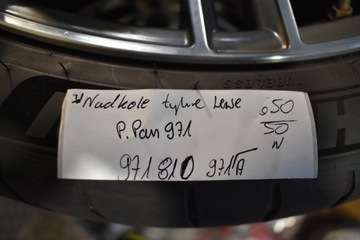 Nadkole tylne Lewe
050
P. Pan 971
50
W
971 810 971A